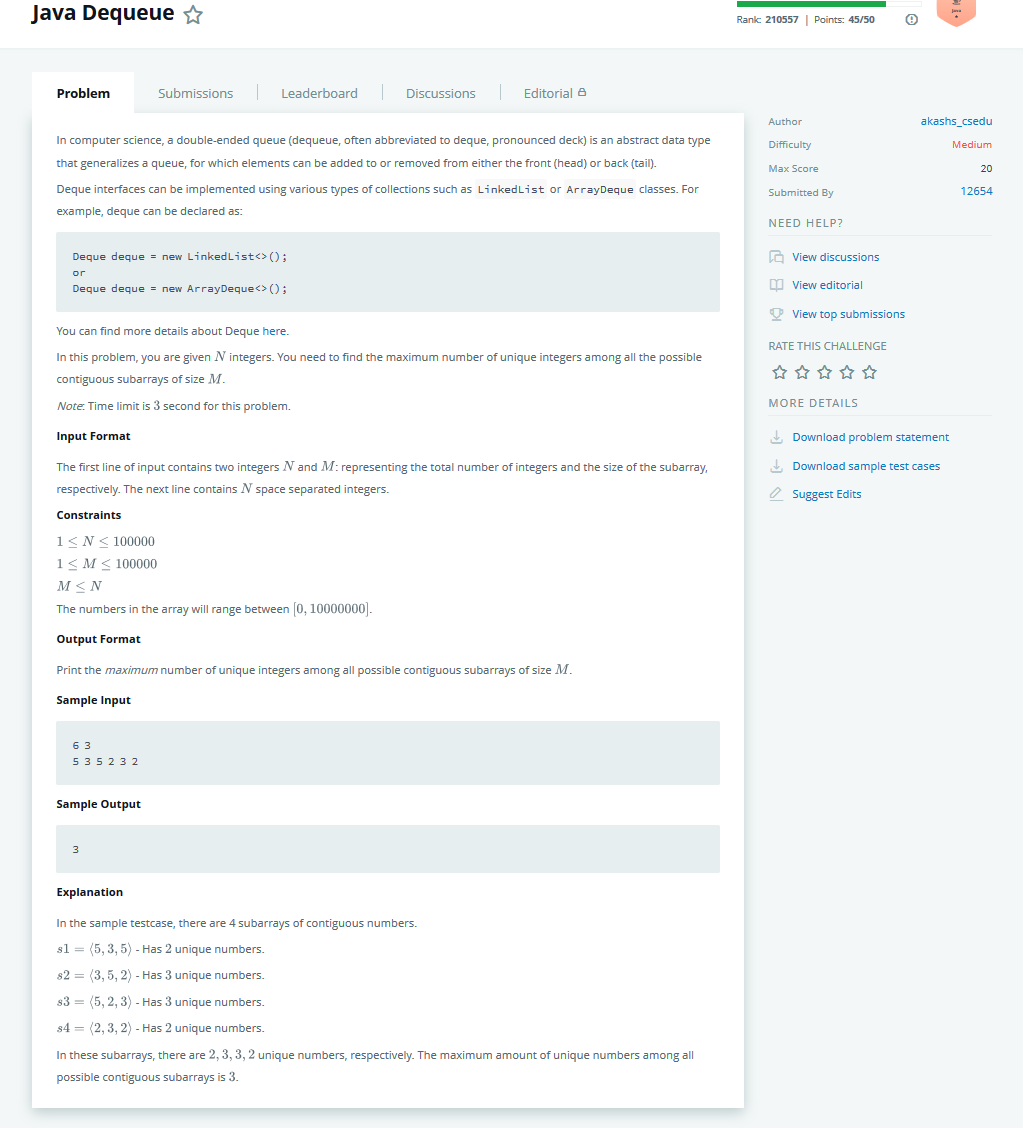 Java Dequeue
Rank: 210557 | Points: 45/50
Java
Problem
Submissions
Leaderboard
Discussions
Editorial
In computer science, a double-ended queue (dequeue, often abbreviated to deque, pronounced deck) is an abstract data type
that generalizes a queue, for which elements can be added to or removed from either the front (head) or back (tail).
Deque interfaces can be implemented using various types of collections such as LinkedList or ArrayDeque classes. For
example, deque can be declared as:
Deque deque = new LinkedList<>();
or
Deque deque = new ArrayDeque<>();
You can find more details about Deque here.
In this problem, you are given N integers. You need to find the maximum number of unique integers among all the possible
contiguous subarrays of size M.
Note: Time limit is 3 second for this problem.
Input Format
The first line of input contains two integers N and M: representing the total number of integers and the size of the subarray,
respectively. The next line contains N space separated integers.
Constraints
1 ≤ N ≤ 100000
1 ≤ M ≤ 100000
M ≤ N
The numbers in the array will range between [0, 10000000].
Output Format
Print the maximum number of unique integers among all possible contiguous subarrays of size M.
Sample Input
6 3
5 3 5 2 3 2
Sample Output
3
Explanation
In the sample testcase, there are 4 subarrays of contiguous numbers.
s1 = ⟨5, 3, 5⟩ - Has 2 unique numbers.
s2 = ⟨3, 5, 2⟩ - Has 3 unique numbers.
s3 = ⟨5, 2, 3⟩ - Has 3 unique numbers.
s4 = ⟨2, 3, 2⟩ - Has 2 unique numbers.
In these subarrays, there are 2, 3, 3, 2 unique numbers, respectively. The maximum amount of unique numbers among all
possible contiguous subarrays is 3.
Author akashs_csedu
Difficulty Medium
Max Score 20
Submitted By 12654
NEED HELP?
View discussions
View editorial
View top submissions
RATE THIS CHALLENGE
MORE DETAILS
Download problem statement
Download sample test cases
Suggest Edits